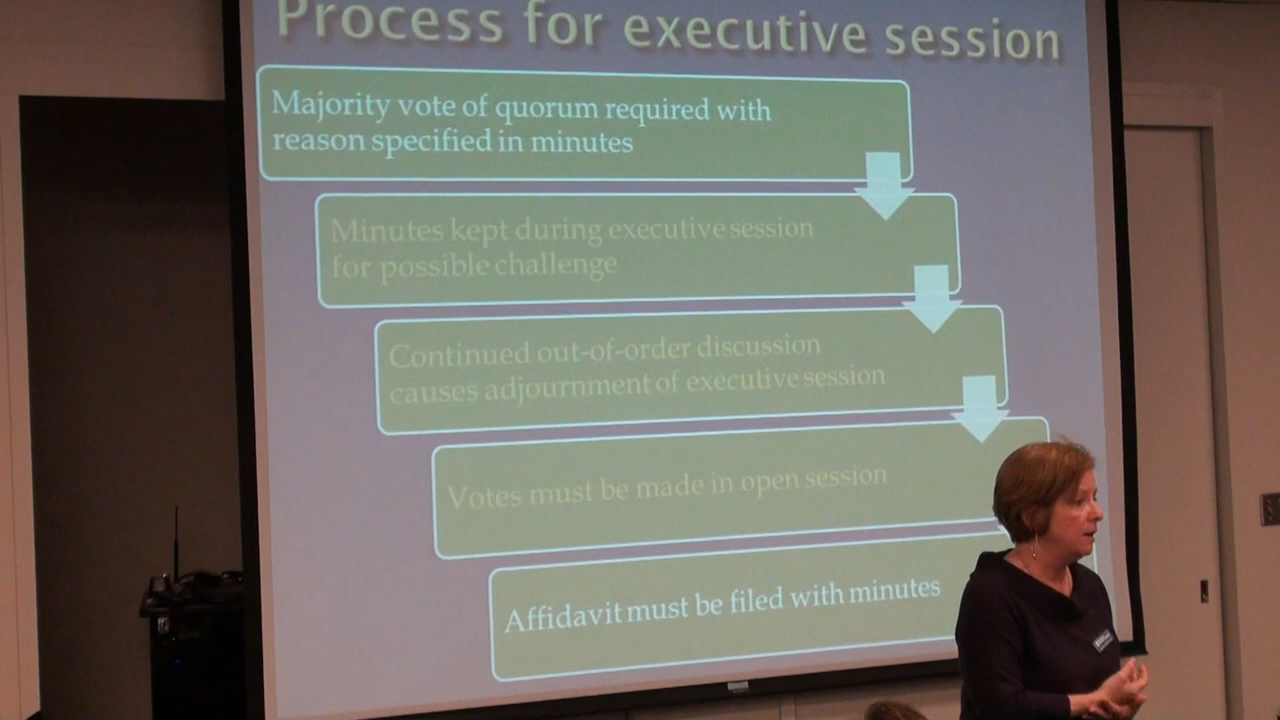 Process for executive session
Majority vote of quorum required with
reason specified in minutes
Minutes kept during executive session
for possible challenge
Continued out-of-order discussion
causes adjournment of executive session
Votes must be made in open session
Affidavit must be filed with minutes